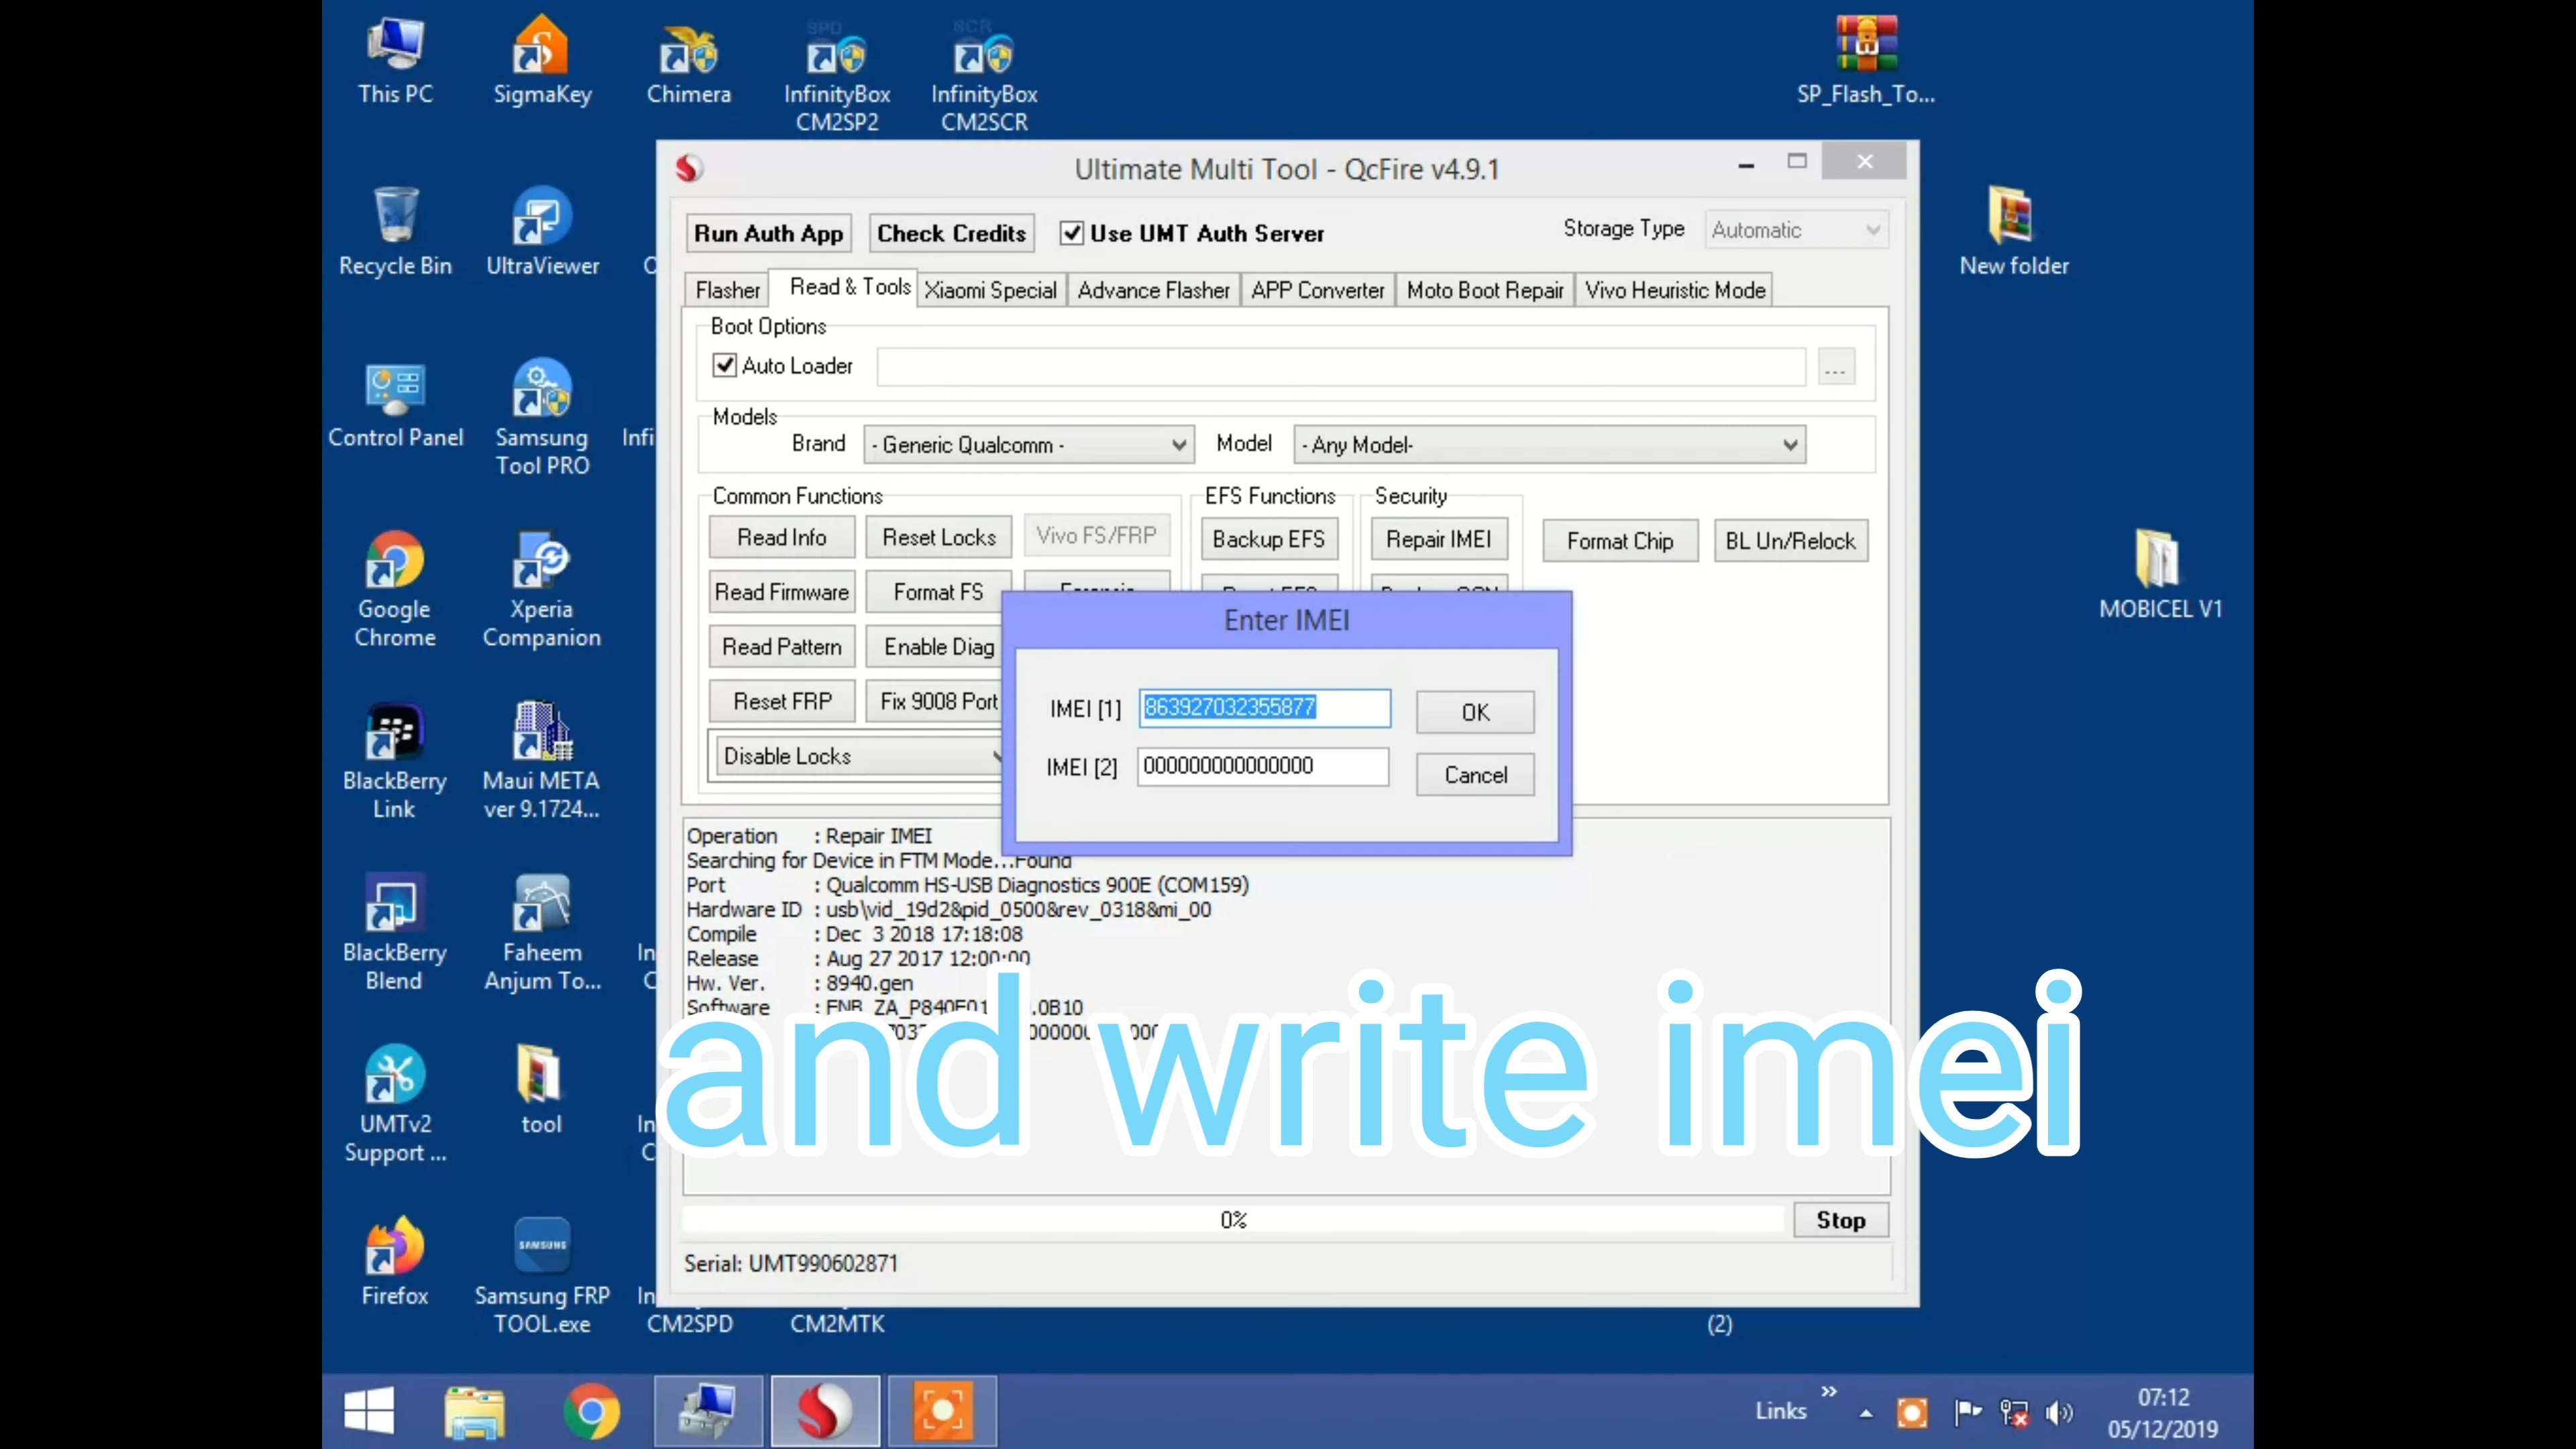 This PC
SigmaKey
Chimera
SPD
InfinityBox
CM2SP2
SCR
InfinityBox
CM2SCR
SP_Flash_To...
Recycle Bin
UltraViewer
New folder
Control Panel
Samsung
Tool PRO
Infi
Google
Chrome
Xperia
Companion
MOBICEL V1
BlackBerry
Link
Maui META
ver 9.1724...
BlackBerry
Blend
Faheem
Anjum To...
In
C
UMTv2
Support ...
tool
In
C
Firefox
SAMSUNG
Samsung FRP
TOOL.exe
In
CM2SPD
CM2MTK
(2)
Ultimate Multi Tool - QcFire v4.9.1
Run Auth App
Check Credits
Use UMT Auth Server
Storage Type
Automatic
Flasher
Read & Tools
Xiaomi Special
Advance Flasher
APP Converter
Moto Boot Repair
Vivo Heuristic Mode
Boot Options
Auto Loader
...
Models
Brand
- Generic Qualcomm -
Model
- Any Model-
Common Functions
EFS Functions
Security
Read Info
Reset Locks
Vivo FS/FRP
Backup EFS
Repair IMEI
Format Chip
BL Un/Relock
Read Firmware
Format FS
Read Pattern
Enable Diag
Reset FRP
Fix 9008 Port
Disable Locks
Enter IMEI
IMEI [1]
863927032355877
OK
IMEI [2]
000000000000000
Cancel
Operation : Repair IMEI
Searching for Device in FTM Mode...Found
Port : Qualcomm HS-USB Diagnostics 900E (COM159)
Hardware ID : usb\vid_19d2&pid_0500&rev_0318&mi_00
Compile : Dec 3 2018 17:18:08
Release : Aug 27 2017 12:00:00
Hw. Ver. : 8940.gen
Software : FNB_ZA_P840F01 .0B10
and write imei
0%
Stop
Serial: UMT990602871
Links
07:12
05/12/2019